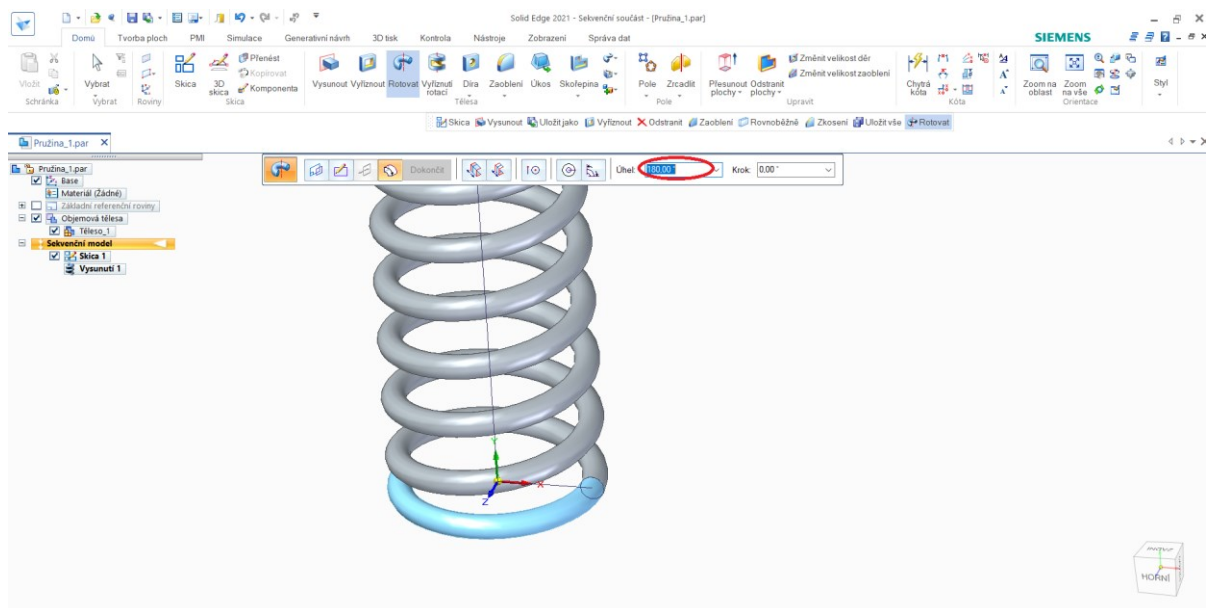 Solid Edge 2021 - Sekvenční součást - [Pružina_1.par]
Domů Tvorba ploch PMI Simulace Generativní návrh 3D tisk Kontrola Nástroje Zobrazení Správa dat SIEMENS
Vložit Vybrat Skica 3D skica Přenést Kopírovat Komponenta Vysunout Vyříznout Rotovat Vyříznutí rotací Díra Zaoblení Úkos Skořepina Pole Zrcadlit Přesunout plochy Odstranit plochy Změnit velikost děr Změnit velikost zaoblení Chytrá kóta Zoom na oblast Zoom na vše Styl
Schránka Vybrat Roviny Skica Tělesa Pole Upravit Kóta Orientace
Skica Vysunout Uložit jako Vyříznout Odstranit Zaoblení Rovnoběžně Zkosení Uložit vše Rotovat
Pružina_1.par X
Dokončit Úhel: 180,00° Krok: 0,00 °
Pružina_1.par
Base
Materiál (Žádné)
Základní referenční roviny
Objemová tělesa
Těleso_1
Sekvenční model
Skica 1
Vysunutí 1
Y
X
Z
HORNÍ